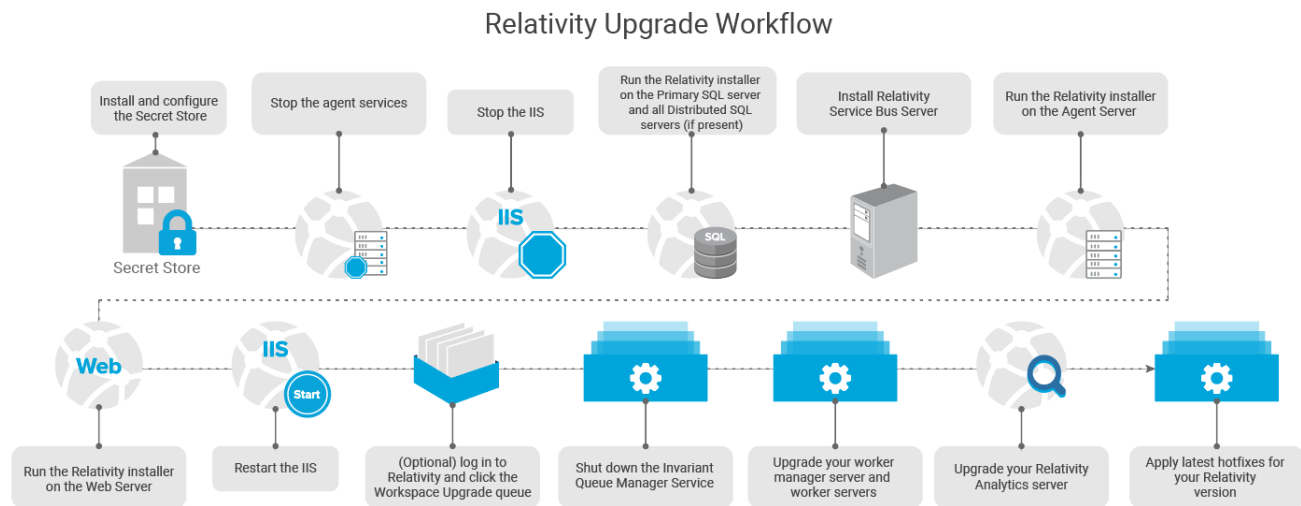 Relativity Upgrade Workflow
Install and configure
the Secret Store
Stop the agent services
Stop the IIS
Run the Relativity installer
on the Primary SQL server
and all Distributed SQL
servers (if present)
Install Relativity
Service Bus Server
Run the Relativity installer
on the Agent Server
Secret Store
IIS
SQL
Web
IIS
Start
Run the Relativity installer
on the Web Server
Restart the IIS
(Optional) log in to
Relativity and click the
Workspace Upgrade queue
Shut down the Invariant
Queue Manager Service
Upgrade your worker
manager server and
worker servers
Upgrade your Relativity
Analytics server
Apply latest hotfixes for
your Relativity
version